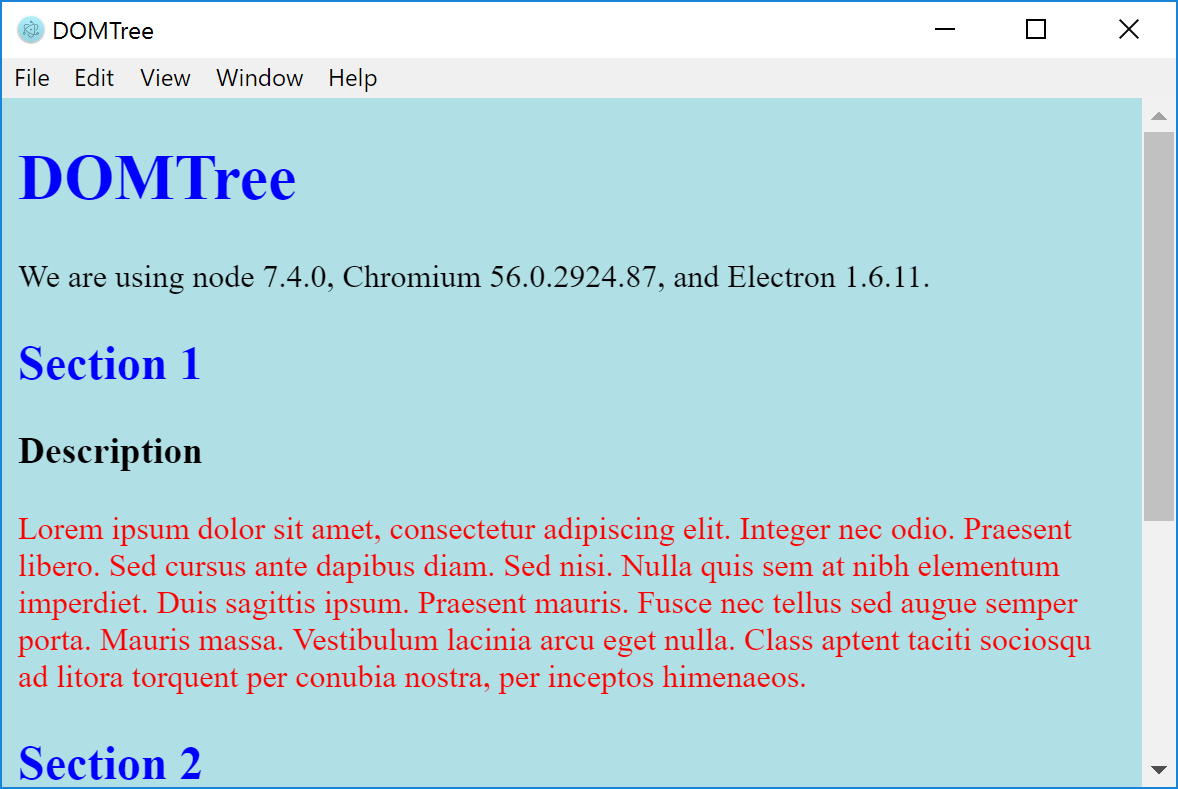 DOMTree
File Edit View Window Help
DOMTree
We are using node 7.4.0, Chromium 56.0.2924.87, and Electron 1.6.11.
Section 1
Description
Lorem ipsum dolor sit amet, consectetur adipiscing elit. Integer nec odio. Praesent
libero. Sed cursus ante dapibus diam. Sed nisi. Nulla quis sem at nibh elementum
imperdiet. Duis sagittis ipsum. Praesent mauris. Fusce nec tellus sed augue semper
porta. Mauris massa. Vestibulum lacinia arcu eget nulla. Class aptent taciti sociosqu
ad litora torquent per conubia nostra, per inceptos himenaeos.
Section 2